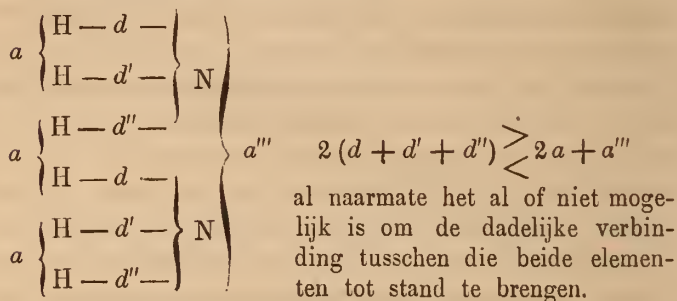 H — d —
a
H — d' —
N
H — d'' —
a
a''' 2 (d + d' + d'') ≷ 2 a + a'''
H — d —
al naarmate het al of niet moge-
lijk is om de dadelijke verbin-
H — d' —
N
a
ding tusschen die beide elemen-
H — d'' —
ten tot stand te brengen.